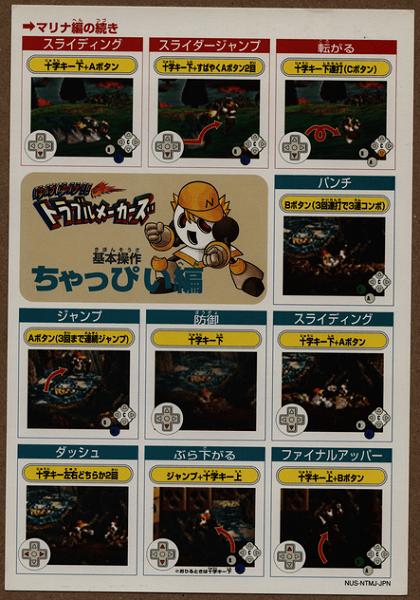 ➡マリナ編の続き
スライディング
十字キー下+Aボタン
スライダージャンプ
十字キー下+すばやくAボタン2回
転がる
十字キー下連打(Cボタン)
ゆけゆけ!!
トラブルメーカーズ
基本操作
ちゃっぴい編
パンチ
Bボタン(3回連打で3連コンボ)
ジャンプ
Aボタン(3回まで連続ジャンプ)
防御
十字キー下
スライディング
十字キー下+Aボタン
ダッシュ
十字キー左右どちらか2回
ぶら下がる
ジャンプ+十字キー上
ファイナルアッパー
十字キー上+Bボタン
NUS-NTMJ-JPN